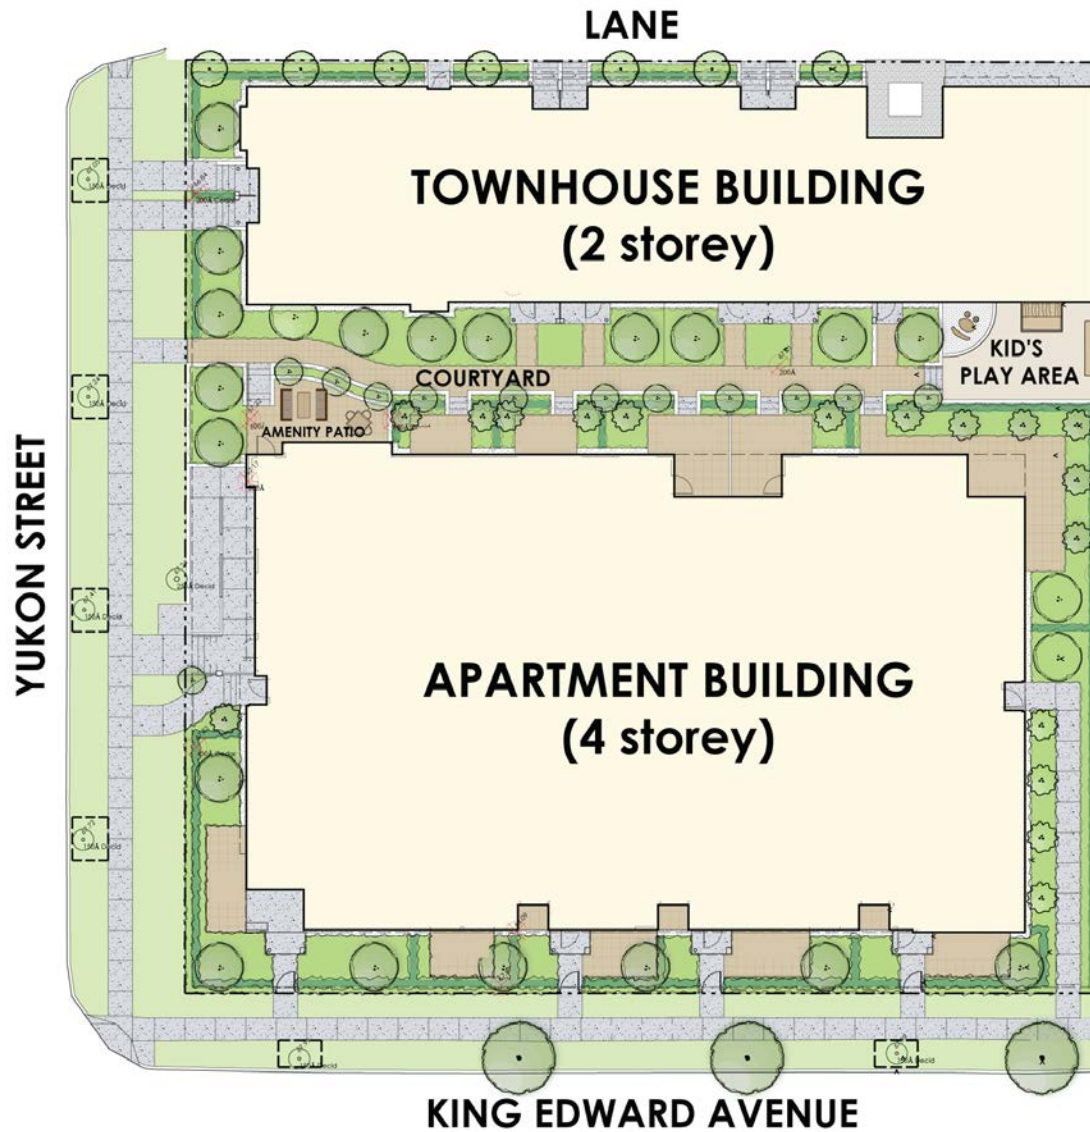 LANE
TOWNHOUSE BUILDING
(2 storey)
KID'S
PLAY AREA
COURTYARD
AMENITY PATIO
YUKON STREET
APARTMENT BUILDING
(4 storey)
KING EDWARD AVENUE